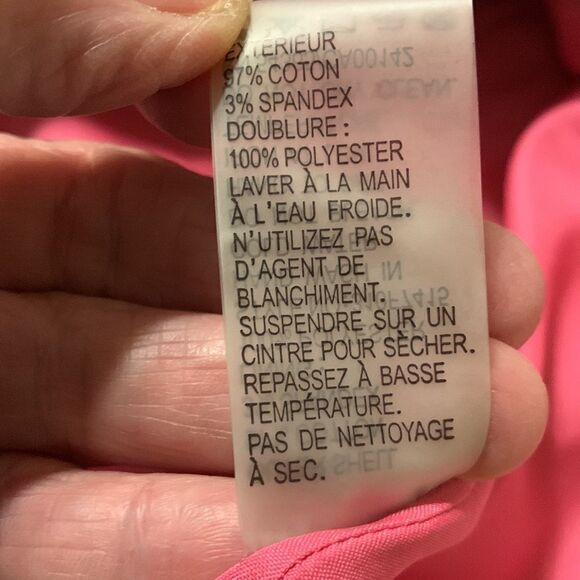 EXTÉRIEUR
97% COTON
3% SPANDEX
DOUBLURE :
100% POLYESTER
LAVER À LA MAIN
À L'EAU FROIDE.
N'UTILIZEZ PAS
D'AGENT DE
BLANCHIMENT.
SUSPENDRE SUR UN
CINTRE POUR SÈCHER.
REPASSEZ À BASSE
TEMPÉRATURE.
PAS DE NETTOYAGE
À SEC.